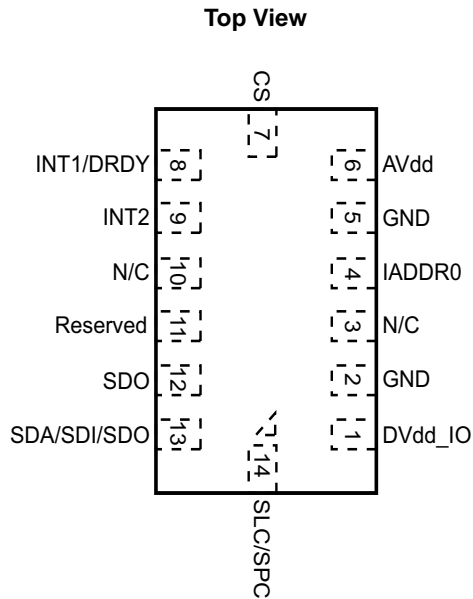 Top View
CS
7
INT1/DRDY 8 6 AVdd
INT2 9 5 GND
N/C 10 4 IADDR0
Reserved 11 3 N/C
SDO 12 2 GND
SDA/SDI/SDO 13 1 DVdd_IO
14
SLC/SPC